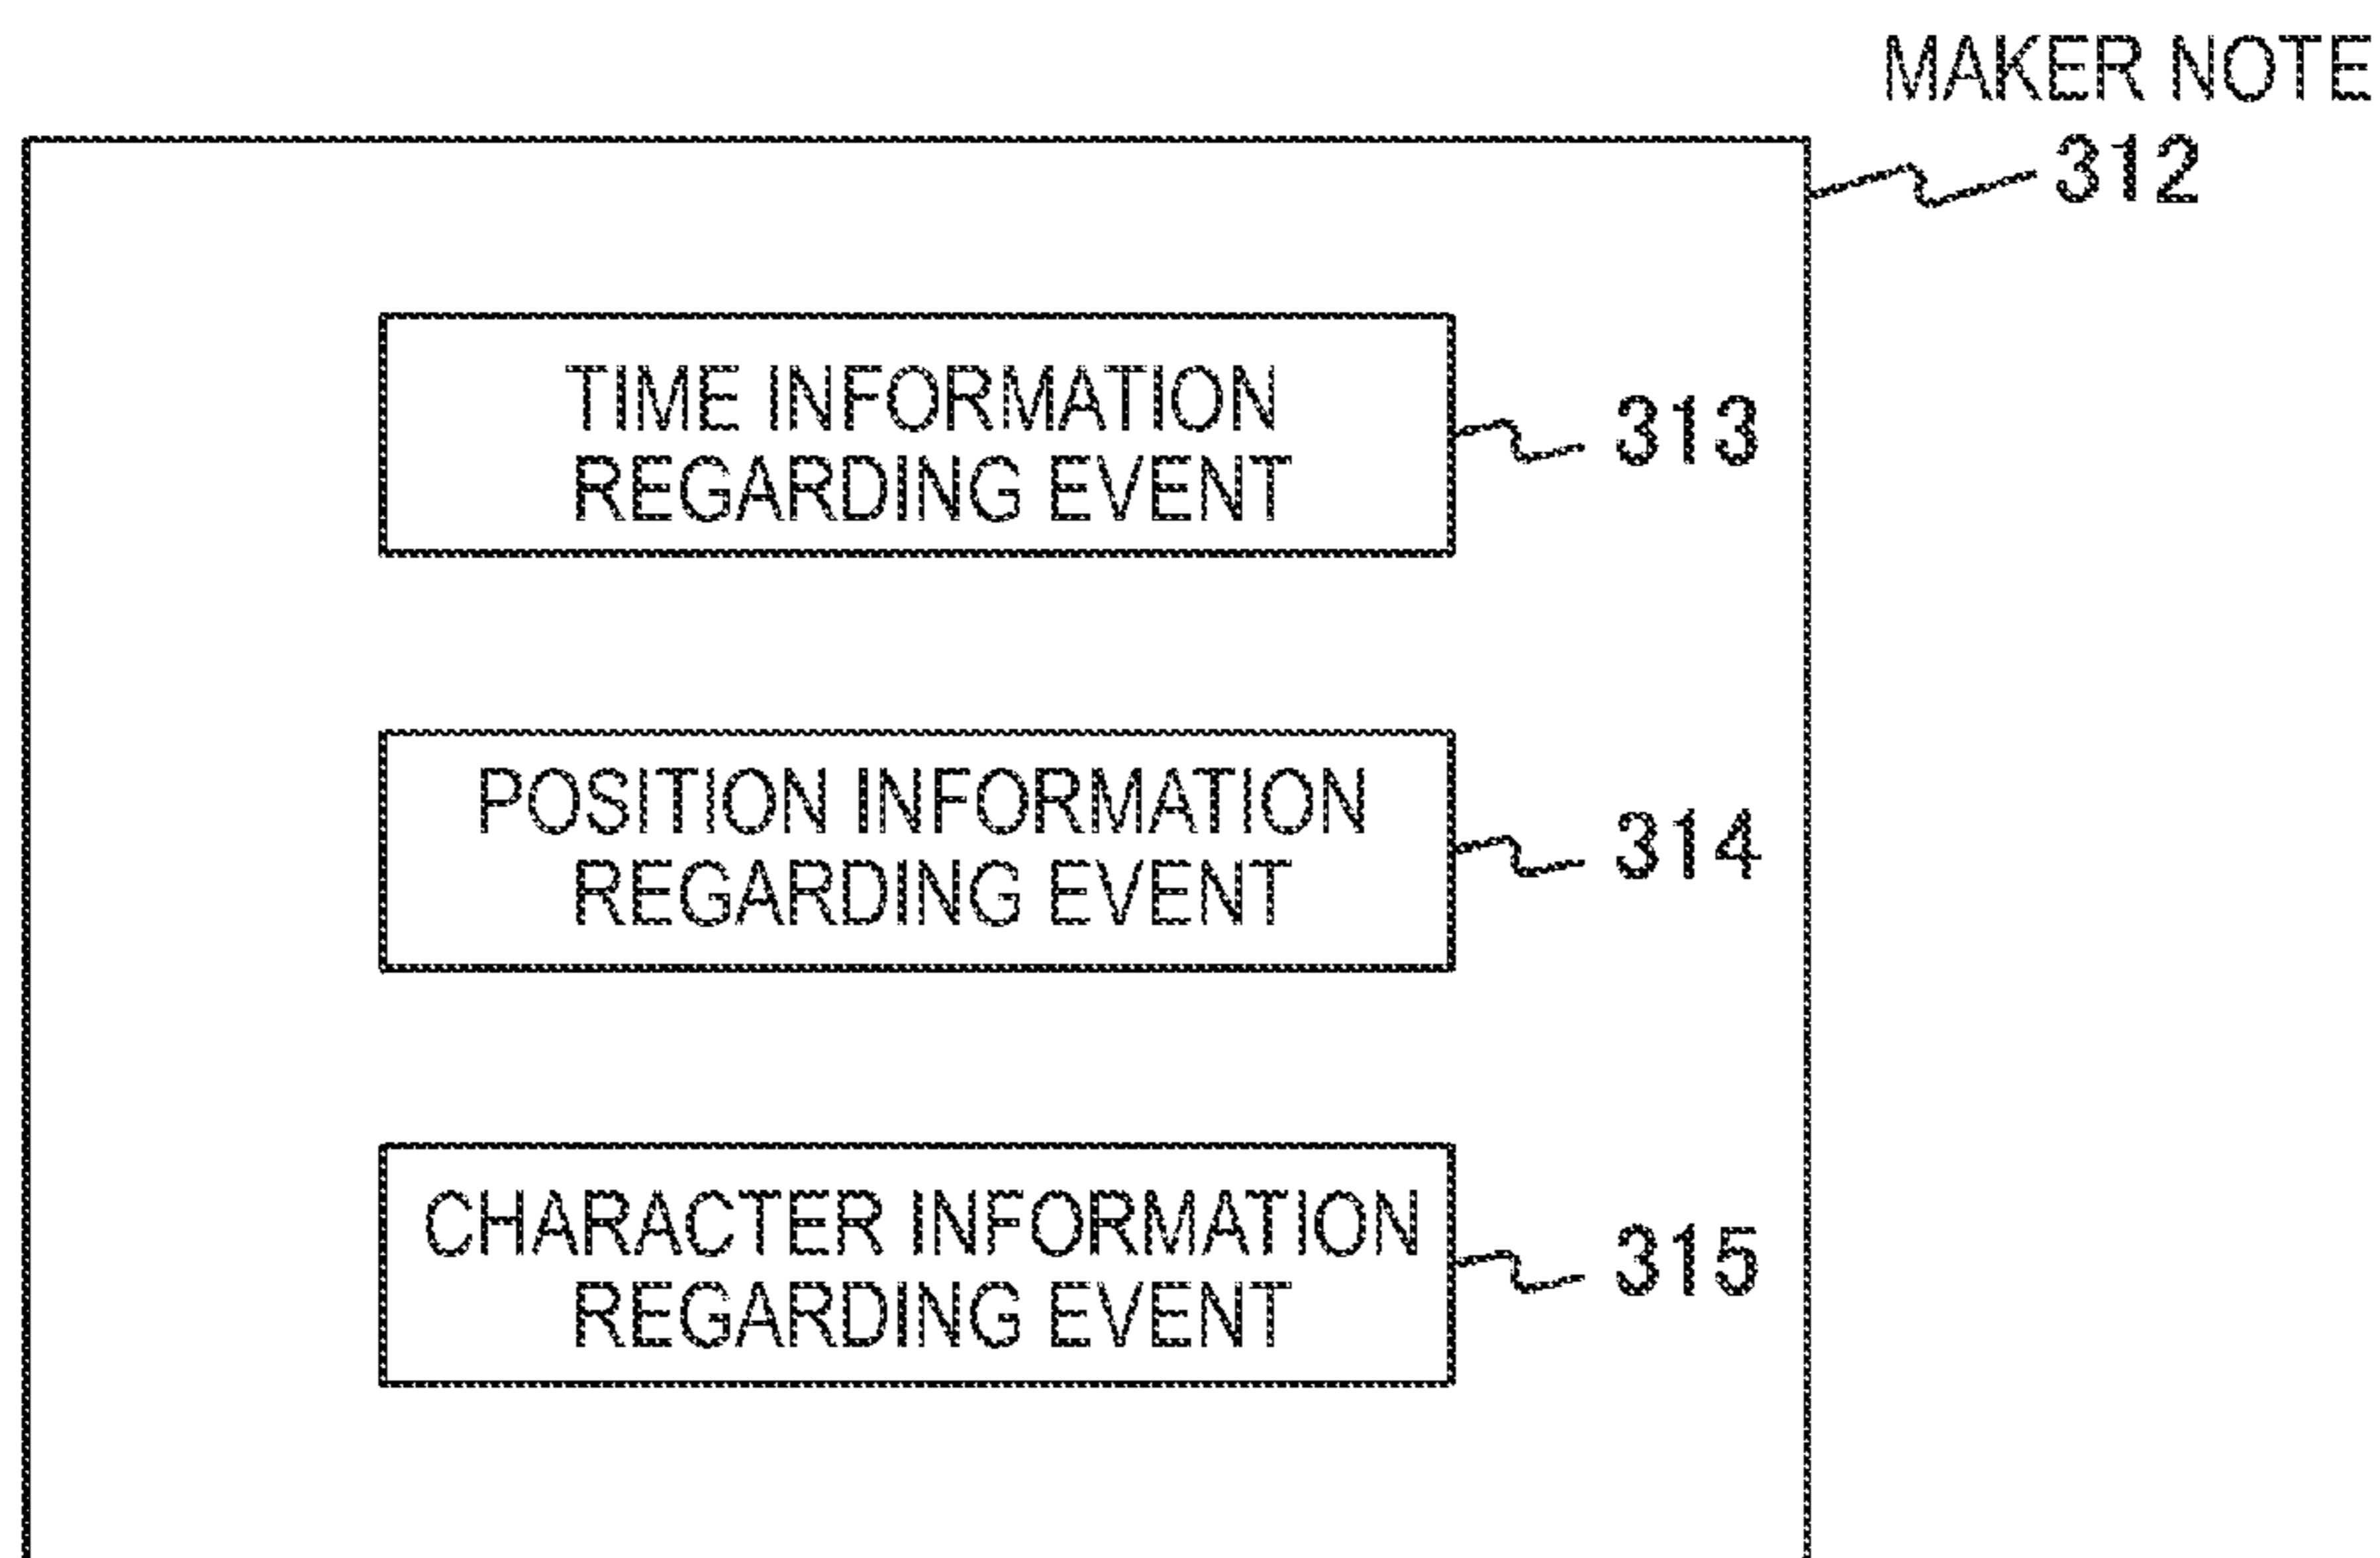 MAKER NOTE
312
TIME INFORMATION
REGARDING EVENT
313
POSITION INFORMATION
REGARDING EVENT
314
CHARACTER INFORMATION
REGARDING EVENT
315